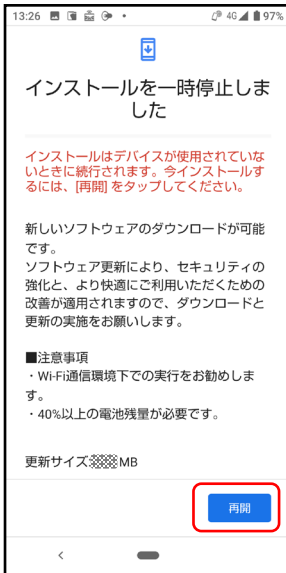 13:26
4G 97%
インストールを一時停止しま
した
インストールはデバイスが使用されていな
いときに続行されます。今インストールす
るには、[再開] をタップしてください。
新しいソフトウェアのダウンロードが可能
です。
ソフトウェア更新により、セキュリティの
強化と、より快適にご利用いただくための
改善が適用されますので、ダウンロードと
更新の実施をお願いします。
■注意事項
・Wi-Fi通信環境下での実行をお勧めしま
す。
・40%以上の電池残量が必要です。
更新サイズ MB
再開